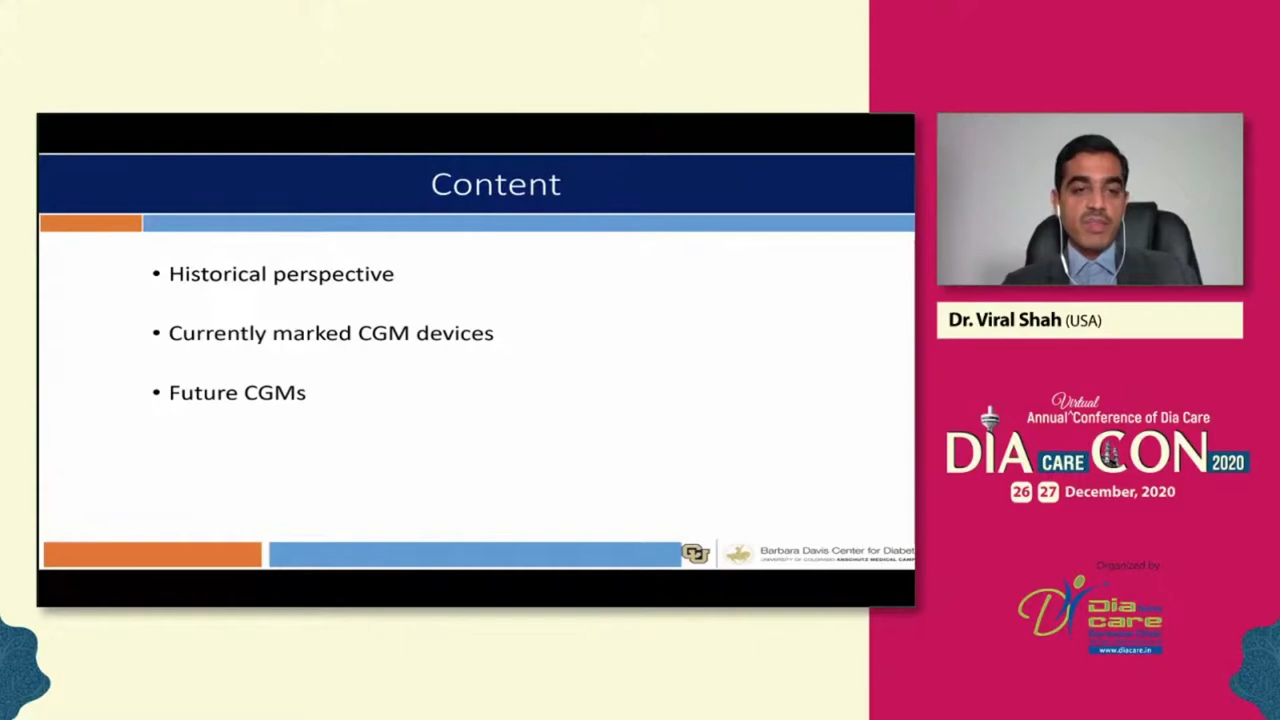 Content
• Historical perspective
• Currently marked CGM devices
• Future CGMs
CU
Barbara Davis Center for Diabet
UNIVERSITY OF COLORADO ANSCHUTZ MEDICAL CAMP
Dr. Viral Shah (USA)
Virtual
Annual^Conference of Dia Care
DIA CARE CON 2020
26 27 December, 2020
Organized by
Dia
care
www.diacare.in